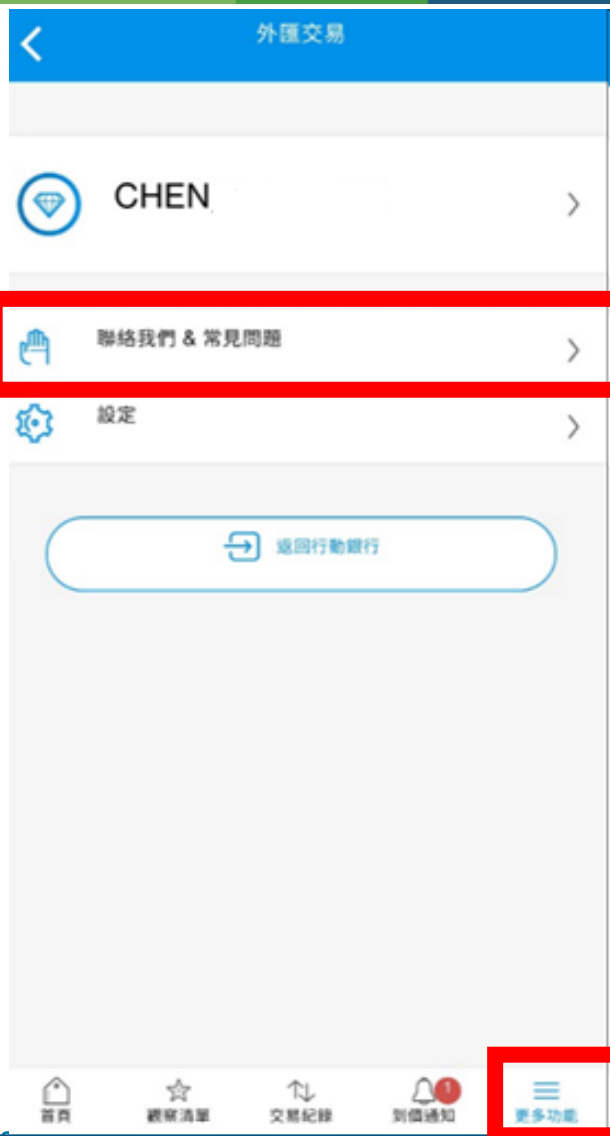 外匯交易
CHEN
聯絡我們 & 常見問題
設定
返回行動銀行
1
首頁
觀察清單
交易紀錄
到價通知
更多功能